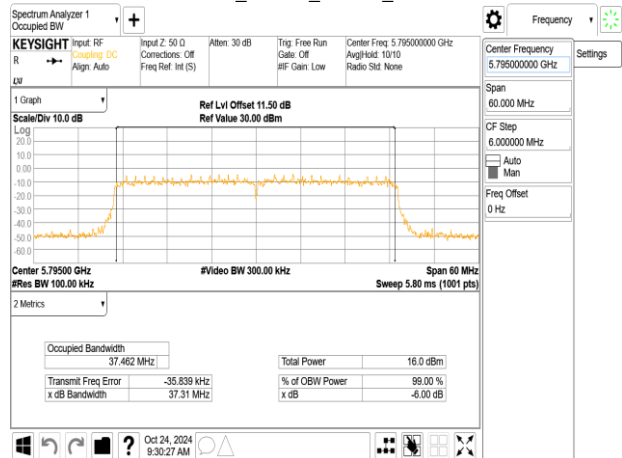 Spectrum Analyzer 1
Occupied BW
KEYSIGHT
R
LXI
Input: RF
Coupling: DC
Align: Auto
Input Z: 50 Ω
Corrections: Off
Freq Ref: Int (S)
Atten: 30 dB
Trig: Free Run
Gate: Off
#IF Gain: Low
Center Freq: 5.795000000 GHz
Avg|Hold: 10/10
Radio Std: None
1 Graph
Scale/Div 10.0 dB
Ref Lvl Offset 11.50 dB
Ref Value 30.00 dBm
Log
20.0
10.0
0.00
-10.0
-20.0
-30.0
-40.0
-50.0
-60.0
Center 5.79500 GHz
#Res BW 100.00 kHz
#Video BW 300.00 kHz
Span 60 MHz
Sweep 5.80 ms (1001 pts)
2 Metrics
Occupied Bandwidth
37.462 MHz
Transmit Freq Error -35.839 kHz
x dB Bandwidth 37.31 MHz
Total Power 16.0 dBm
% of OBW Power 99.00 %
x dB -6.00 dB
?
Oct 24, 2024
9:30:27 AM
Frequency
Center Frequency
5.795000000 GHz
Span
60.000 MHz
CF Step
6.000000 MHz
Auto
Man
Freq Offset
0 Hz
Settings